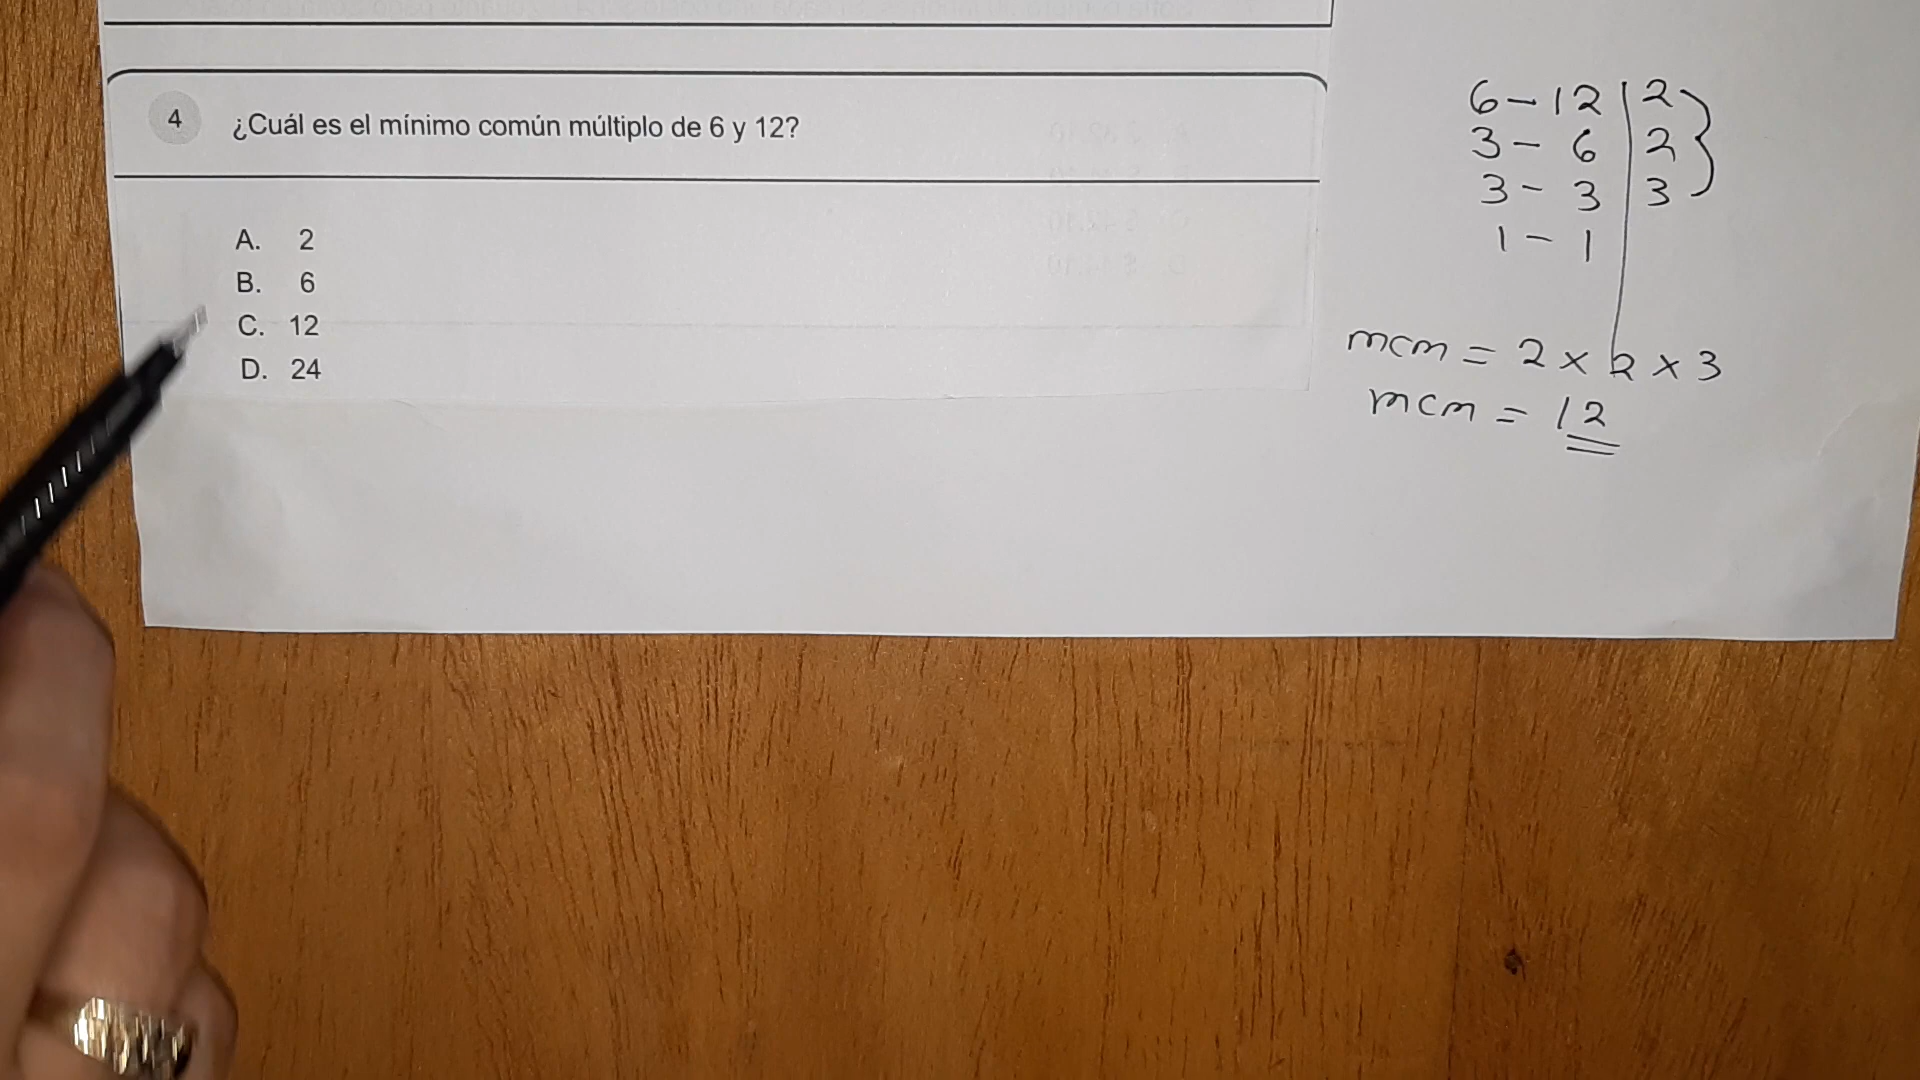 4 ¿Cuál es el mínimo común múltiplo de 6 y 12?
A. 2
B. 6
C. 12
D. 24
6 - 12 | 2
3 - 6 | 2
3 - 3 | 3
1 - 1
mcm = 2 x 2 x 3
mcm = 12